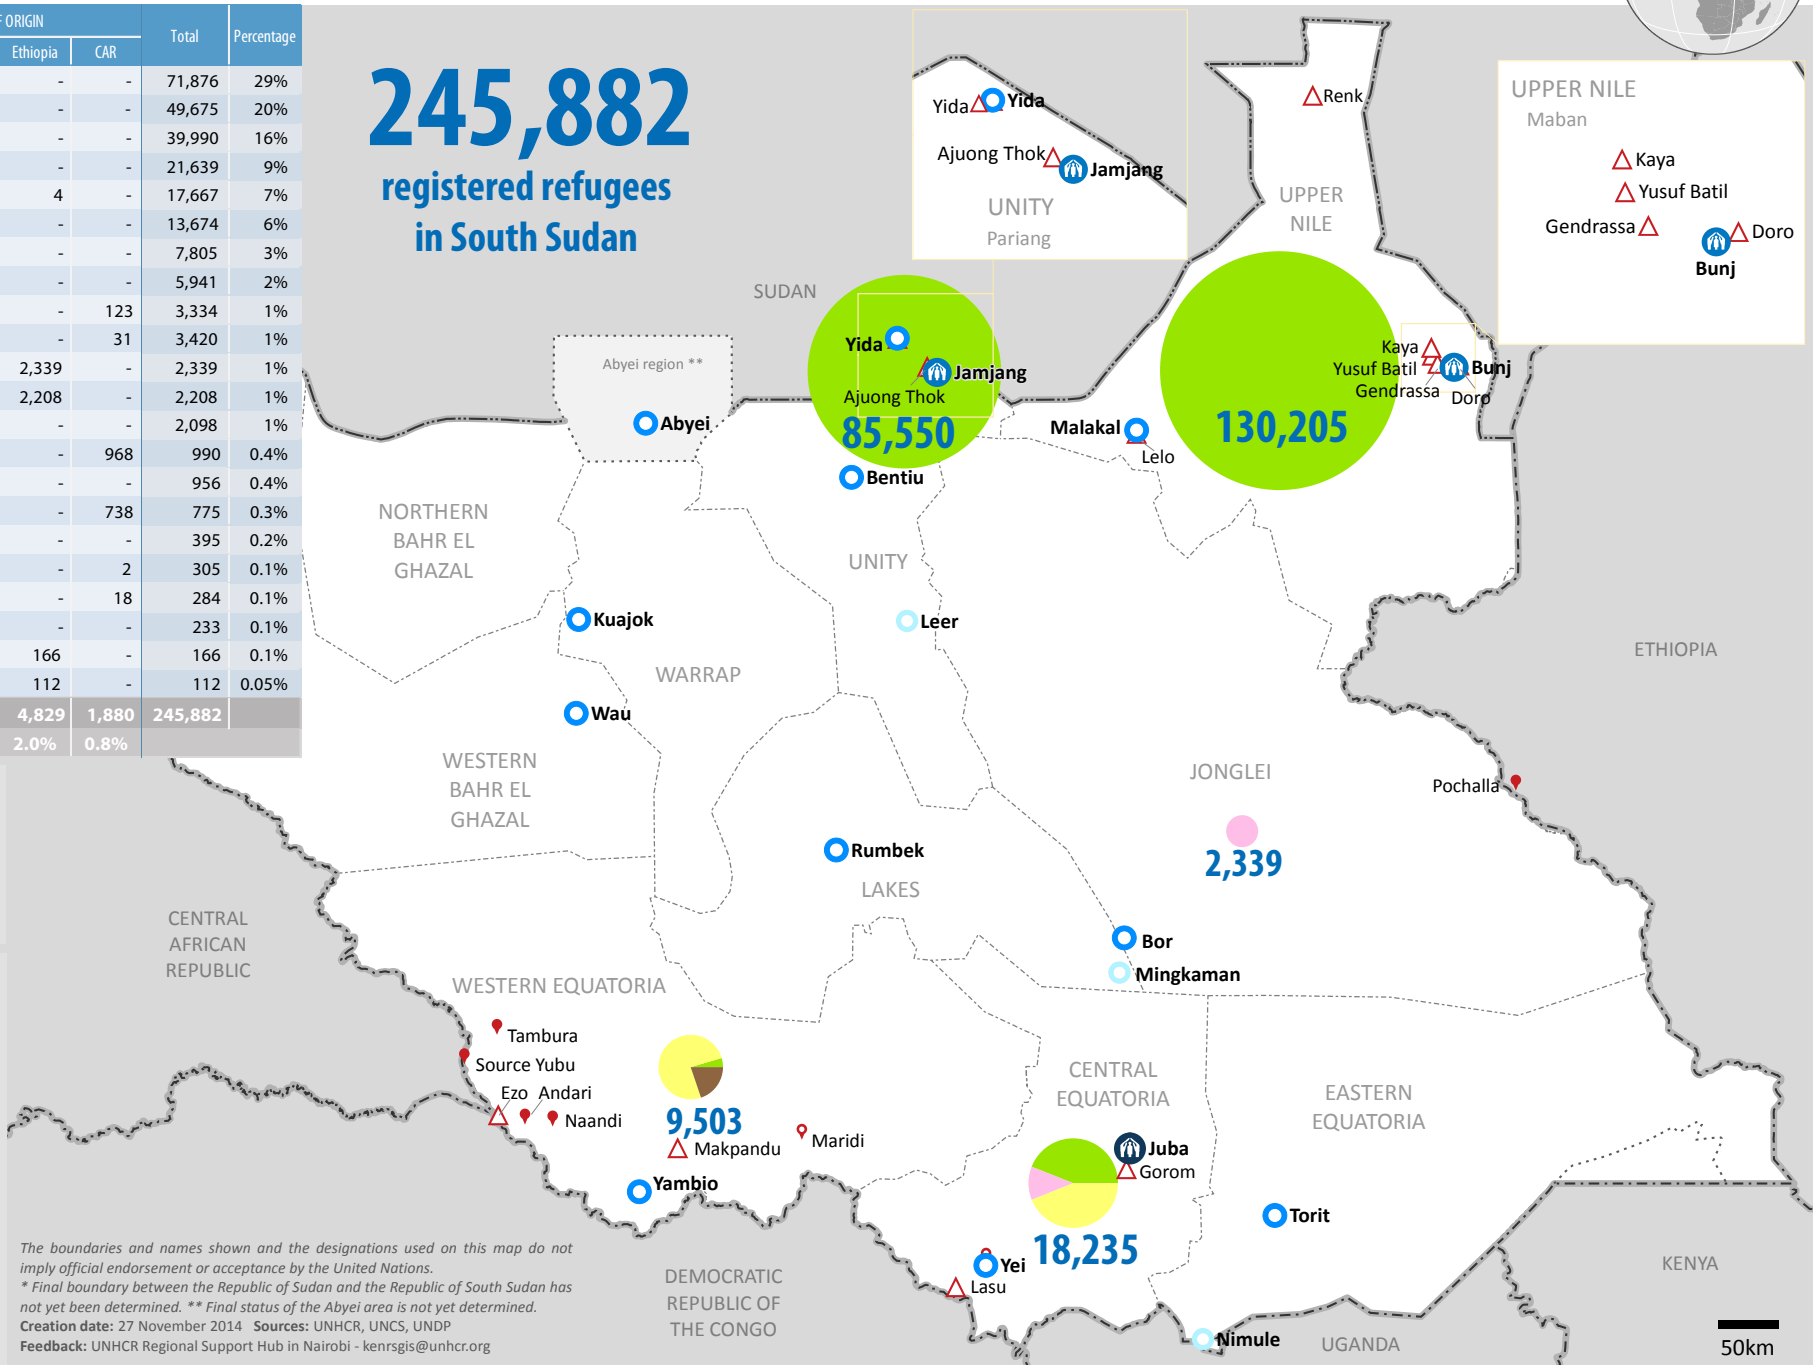 F ORIGIN
Total
Percentage
Ethiopia CAR
- - 71,876 29%
- - 49,675 20%
- - 39,990 16%
- - 21,639 9%
4 - 17,667 7%
- - 13,674 6%
- - 7,805 3%
- - 5,941 2%
- 123 3,334 1%
- 31 3,420 1%
2,339 - 2,339 1%
2,208 - 2,208 1%
- - 2,098 1%
- 968 990 0.4%
- - 956 0.4%
- 738 775 0.3%
- - 395 0.2%
- 2 305 0.1%
- 18 284 0.1%
- - 233 0.1%
166 - 166 0.1%
112 - 112 0.05%
4,829 1,880 245,882
2.0% 0.8%
245,882
registered refugees
in South Sudan
Yida Yida
Ajuong Thok
Jamjang
UNITY
Pariang
UPPER NILE
Maban
Kaya
Yusuf Batil
Gendrassa
Doro
Bunj
Renk
UPPER
NILE
SUDAN
Yida
Jamjang
Ajuong Thok
85,550
Abyei region **
Abyei
Bentiu
Malakal
Lelo
130,205
Kaya
Yusuf Batil
Gendrassa
Doro
Bunj
NORTHERN
BAHR EL
GHAZAL
UNITY
Leer
Kuajok
WARRAP
Wau
WESTERN
BAHR EL
GHAZAL
ETHIOPIA
JONGLEI
2,339
Pochalla
Rumbek
LAKES
Bor
Mingkaman
CENTRAL
AFRICAN
REPUBLIC
WESTERN EQUATORIA
Tambura
Source Yubu
Ezo Andari
Naandi
9,503
Makpandu
Maridi
Yambio
CENTRAL
EQUATORIA
Juba
Gorom
18,235
Yei
Lasu
EASTERN
EQUATORIA
Torit
Nimule
KENYA
UGANDA
DEMOCRATIC
REPUBLIC OF
THE CONGO
50km
The boundaries and names shown and the designations used on this map do not
imply official endorsement or acceptance by the United Nations.
* Final boundary between the Republic of Sudan and the Republic of South Sudan has
not yet been determined. ** Final status of the Abyei area is not yet determined.
Creation date: 27 November 2014 Sources: UNHCR, UNCS, UNDP
Feedback: UNHCR Regional Support Hub in Nairobi - kenrsgis@unhcr.org